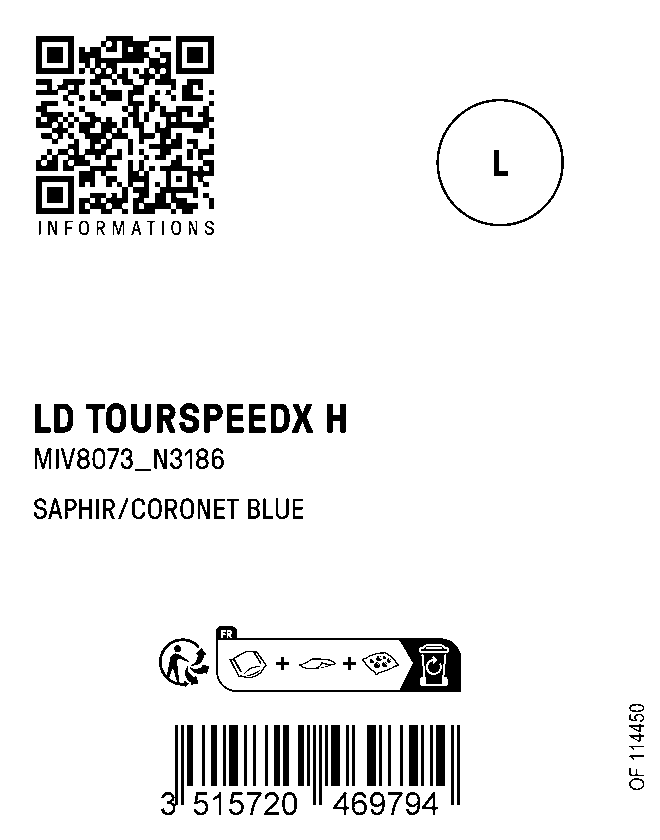 INFORMATIONS
L
LD TOURSPEEDX H
MIV8073_N3186
SAPHIR/CORONET BLUE
FR
+ +
3 515720 469794
OF 114450